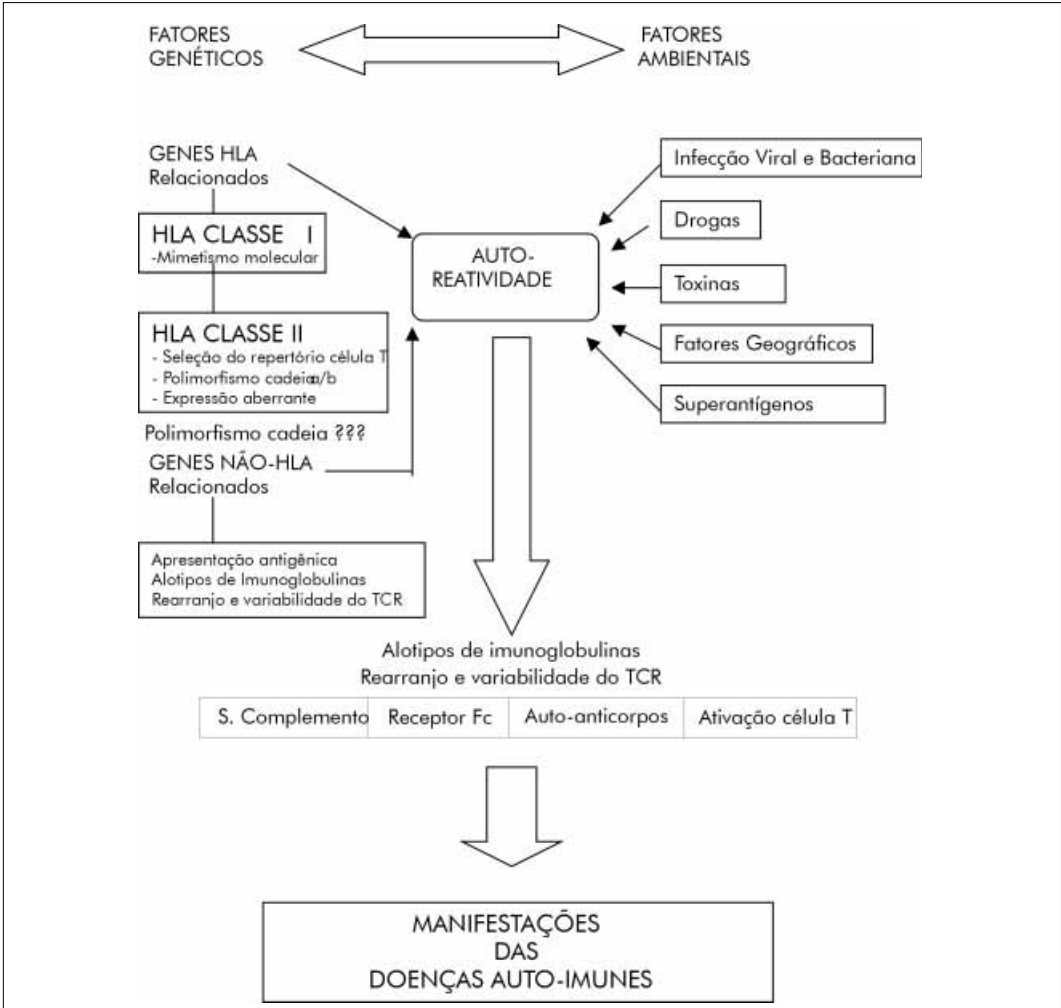 FATORES
GENÉTICOS
FATORES
AMBIENTAIS
GENES HLA
Relacionados
HLA CLASSE I
-Mimetismo molecular
HLA CLASSE II
- Seleção do repertório célula T
- Polimorfismo cadeia a/b
- Expressão aberrante
Polimorfismo cadeia ???
GENES NÃO-HLA
Relacionados
Apresentação antigênica
Alotipos de Imunoglobulinas
Rearranjo e variabilidade do TCR
AUTO-
REATIVIDADE
Infecção Viral e Bacteriana
Drogas
Toxinas
Fatores Geográficos
Superantígenos
Alotipos de imunoglobulinas
Rearranjo e variabilidade do TCR
S. Complemento
Receptor Fc
Auto-anticorpos
Ativação célula T
MANIFESTAÇÕES
DAS
DOENÇAS AUTO-IMUNES